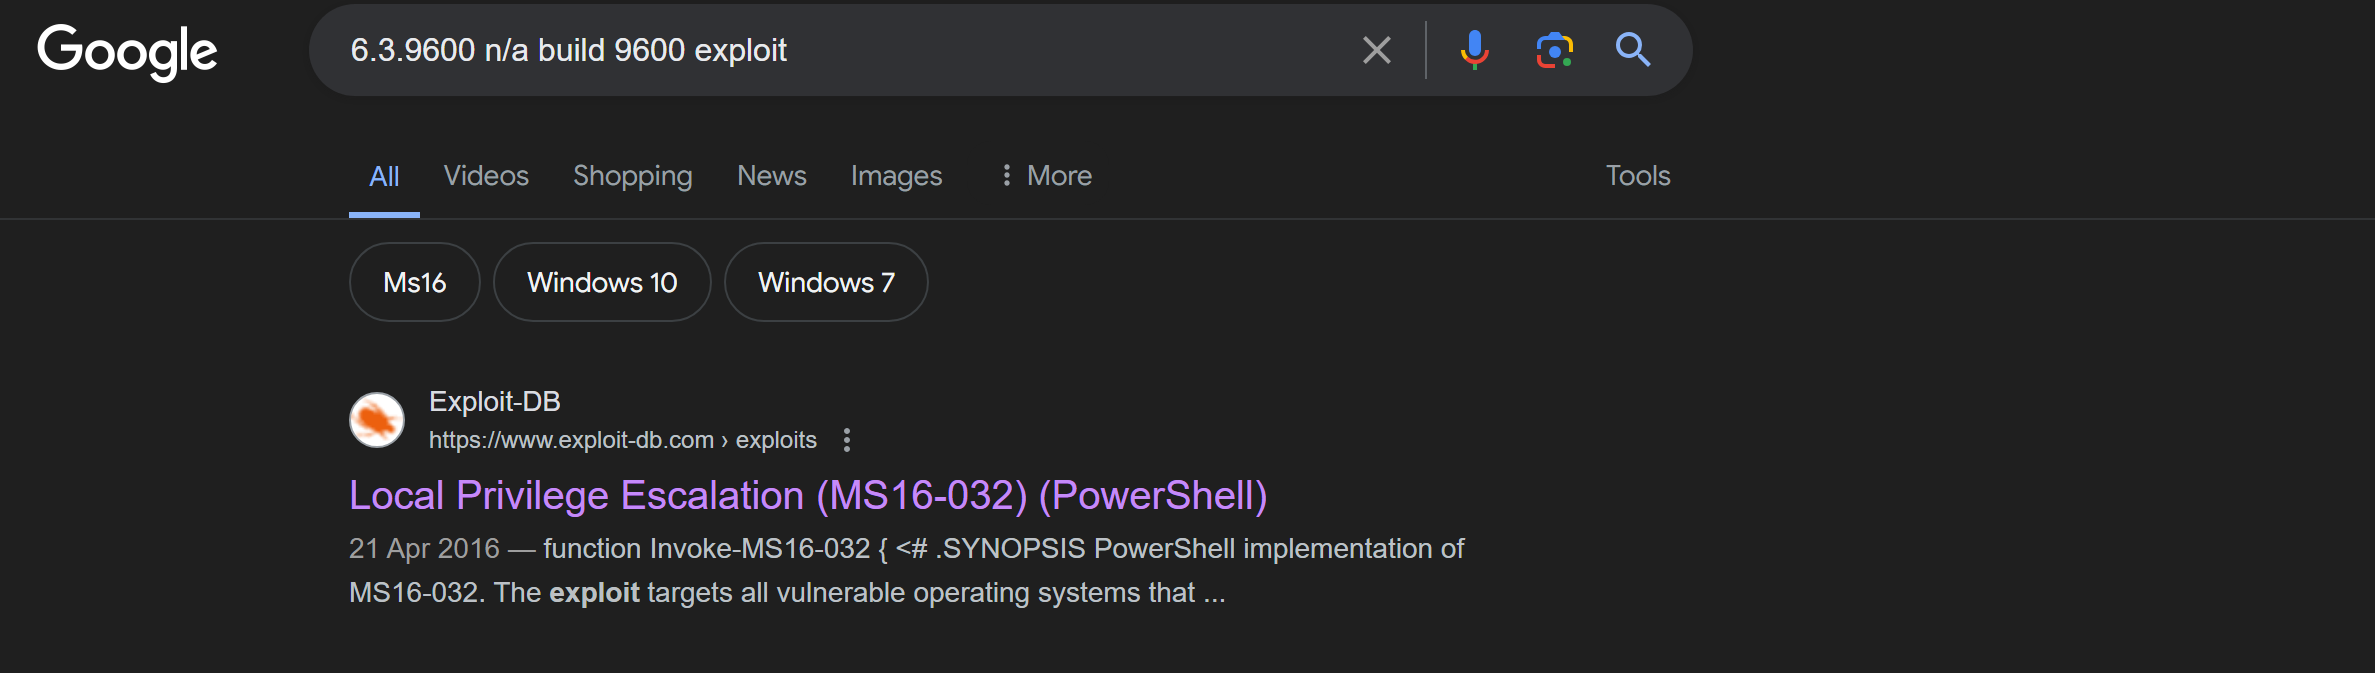 Google
6.3.9600 n/a build 9600 exploit
All Videos Shopping News Images More Tools
Ms16 Windows 10 Windows 7
Exploit-DB
https://www.exploit-db.com › exploits
Local Privilege Escalation (MS16-032) (PowerShell)
21 Apr 2016 — function Invoke-MS16-032 { <# .SYNOPSIS PowerShell implementation of
MS16-032. The exploit targets all vulnerable operating systems that ...